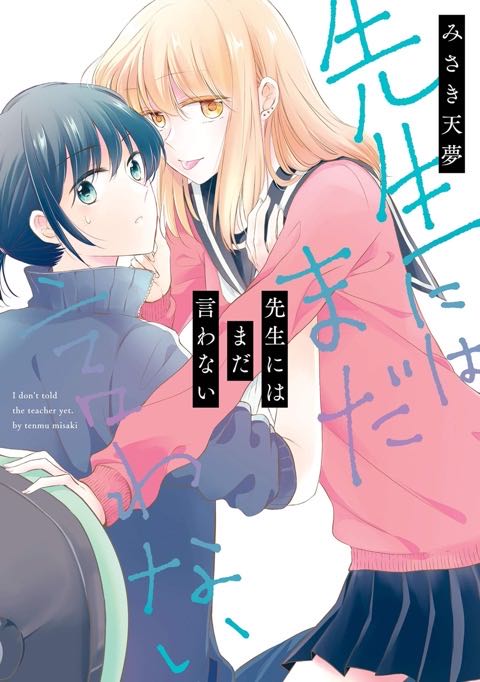 みさき天夢
先生には
まだ
言わない
先生には
まだ
言わない
I don't told
the teacher yet.
by tenmu misaki